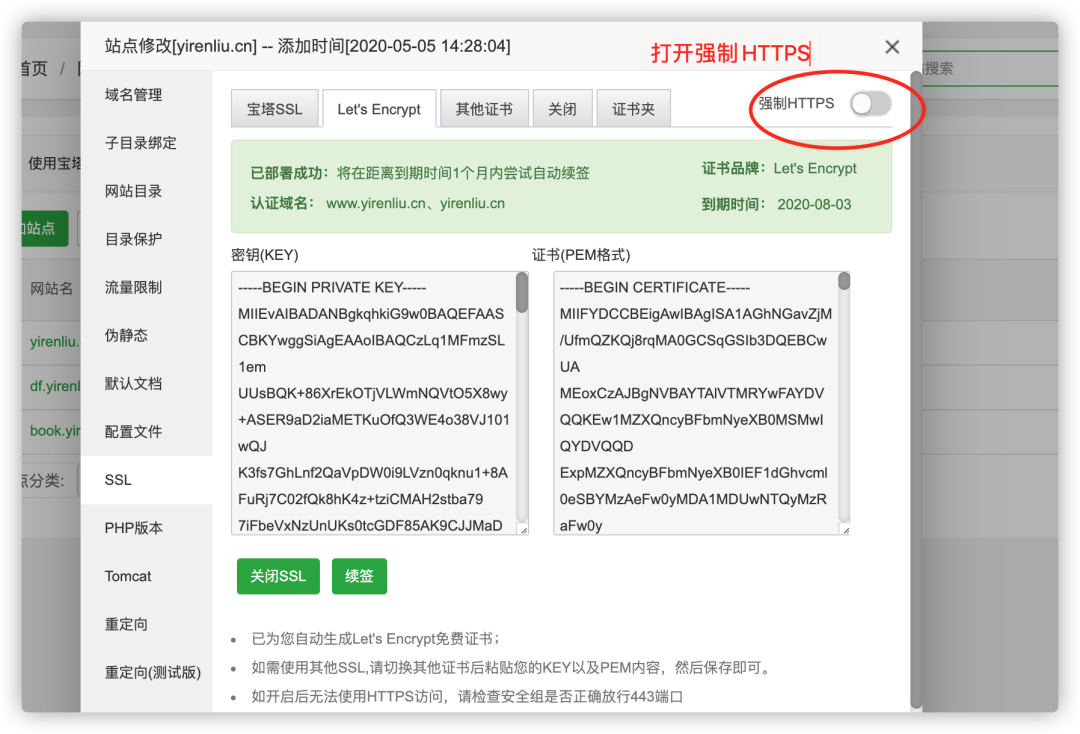 站点修改[yirenliu.cn] -- 添加时间[2020-05-05 14:28:04]
打开强制HTTPS
首页 /
搜索
域名管理
子目录绑定
网站目录
目录保护
流量限制
伪静态
默认文档
配置文件
SSL
PHP版本
Tomcat
重定向
重定向(测试版)
使用宝塔
站点
网站名
yirenliu.
df.yirenl
book.yir
分类:
宝塔SSL
Let's Encrypt
其他证书
关闭
证书夹
强制HTTPS
已部署成功：将在距离到期时间1个月内尝试自动续签
证书品牌：Let's Encrypt
认证域名： www.yirenliu.cn、yirenliu.cn
到期时间： 2020-08-03
密钥(KEY)
-----BEGIN PRIVATE KEY-----
MIIEvAIBADANBgkqhkiG9w0BAQEFAAS
CBKYwggSiAgEAAoIBAQCzLq1MFmzSL
1em
UUsBQK+86XrEkOTjVLWmNQVtO5X8wy
+ASER9aD2iaMETKuOfQ3WE4o38VJ101
wQJ
K3fs7GhLnf2QaVpDW0i9LVzn0qknu1+8A
FuRj7C02fQk8hK4z+tziCMAH2stba79
7iFbeVxNzUnUKs0tcGDF85AK9CJJMaD
证书(PEM格式)
-----BEGIN CERTIFICATE-----
MIIFYDCCBEigAwIBAgISA1AGhNGavZjM
/UfmQZKQj8rqMA0GCSqGSIb3DQEBCw
UA
MEoxCzAJBgNVBAYTAlVTMRYwFAYDV
QQKEw1MZXQncyBFbmNyeXB0MSMwI
QYDVQQD
ExpMZXQncyBFbmNyeXB0IEF1dGhvcml
0eSBYMzAeFw0yMDA1MDUwNTQyMzR
aFw0y
关闭SSL
续签
已为您自动生成Let's Encrypt免费证书；
如需使用其他SSL,请切换其他证书后粘贴您的KEY以及PEM内容，然后保存即可。
如开启后无法使用HTTPS访问，请检查安全组是否正确放行443端口